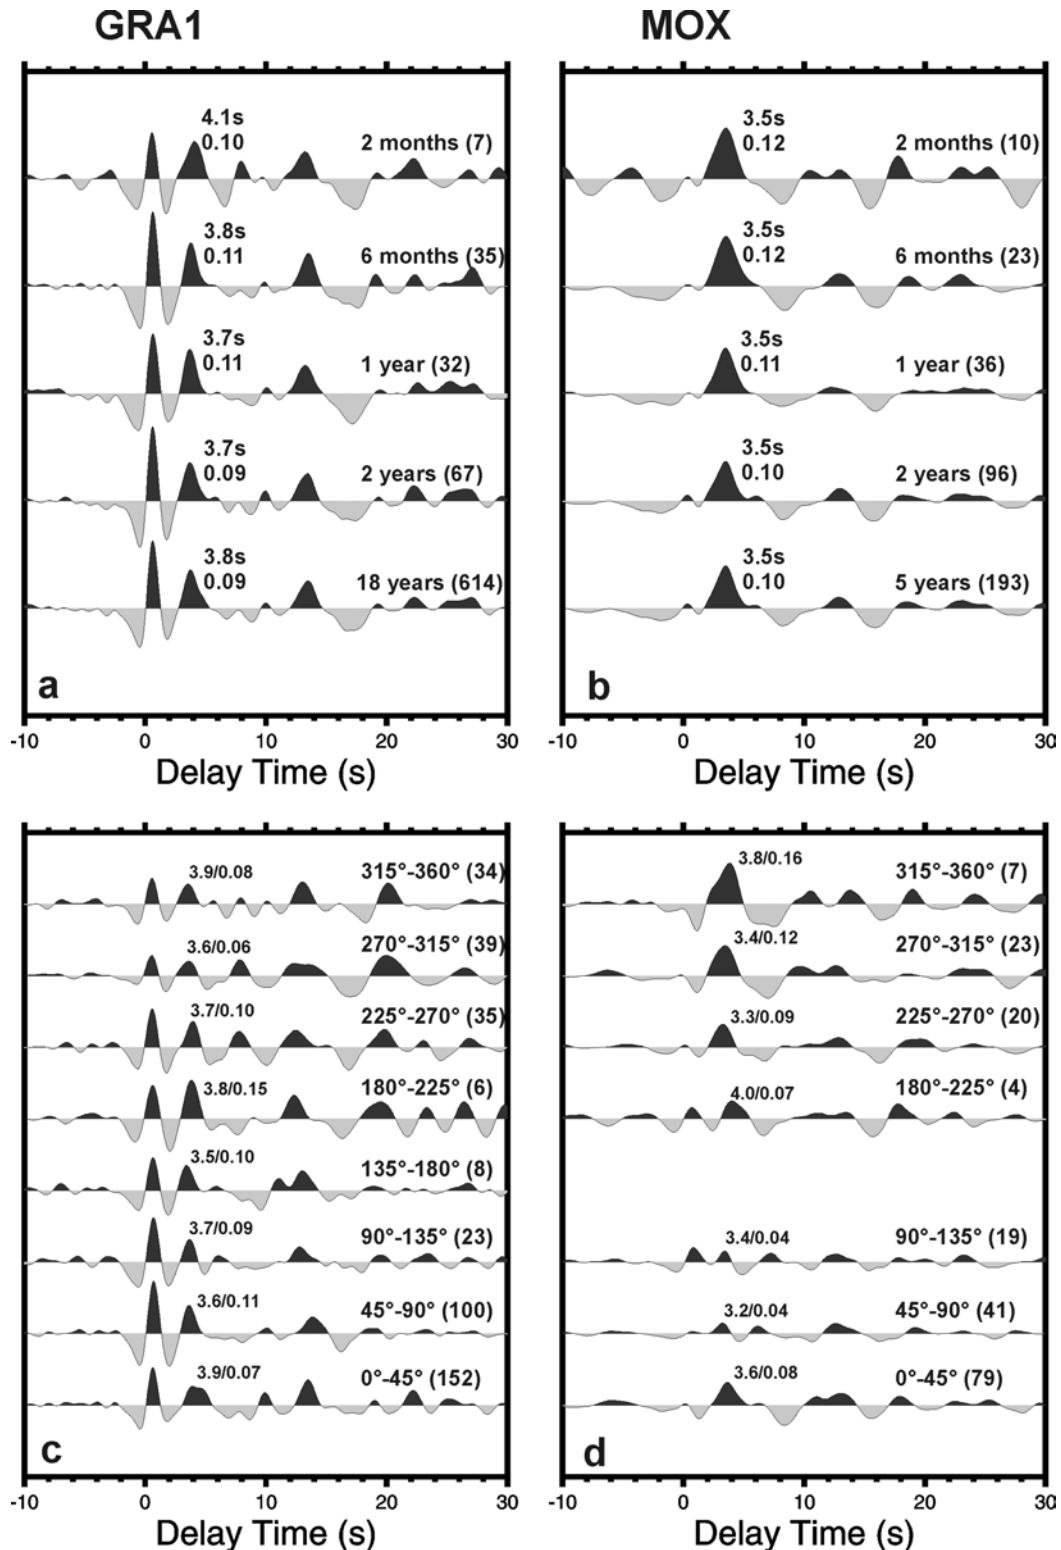 GRA1
MOX
4.1s
0.10
2 months (7)
3.8s
0.11
6 months (35)
3.7s
0.11
1 year (32)
3.7s
0.09
2 years (67)
3.8s
0.09
18 years (614)
a
-10 0 10 20 30
Delay Time (s)
3.5s
0.12
2 months (10)
3.5s
0.12
6 months (23)
3.5s
0.11
1 year (36)
3.5s
0.10
2 years (96)
3.5s
0.10
5 years (193)
b
-10 0 10 20 30
Delay Time (s)
3.9/0.08
315°-360° (34)
3.6/0.06
270°-315° (39)
3.7/0.10
225°-270° (35)
3.8/0.15
180°-225° (6)
3.5/0.10
135°-180° (8)
3.7/0.09
90°-135° (23)
3.6/0.11
45°-90° (100)
3.9/0.07
0°-45° (152)
c
-10 0 10 20 30
Delay Time (s)
3.8/0.16
315°-360° (7)
3.4/0.12
270°-315° (23)
3.3/0.09
225°-270° (20)
4.0/0.07
180°-225° (4)
3.4/0.04
90°-135° (19)
3.2/0.04
45°-90° (41)
3.6/0.08
0°-45° (79)
d
-10 0 10 20 30
Delay Time (s)